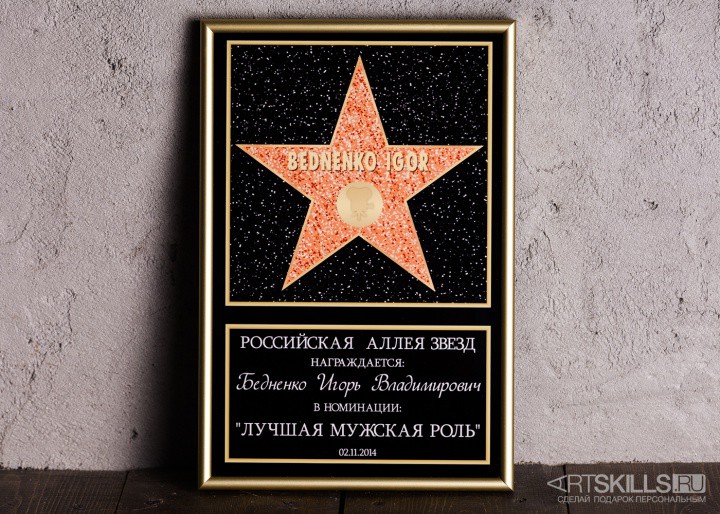 BEDNENKO IGOR
РОССИЙСКАЯ АЛЛЕЯ ЗВЕЗД
НАГРАЖДАЕТСЯ:
Бедненко Игорь Владимирович
В НОМИНАЦИИ:
"ЛУЧШАЯ МУЖСКАЯ РОЛЬ"
02.11.2014
ARTSKILLS.RU
СДЕЛАЙ ПОДАРОК ПЕРСОНАЛЬНЫМ